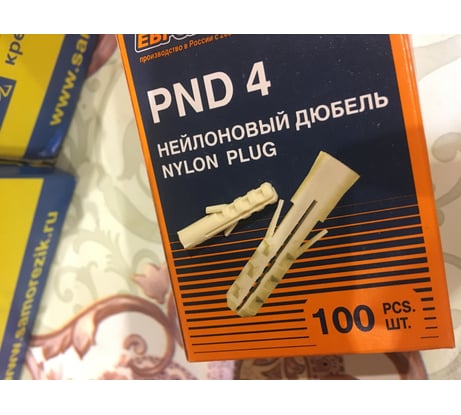 производство в России с
PND 4
НЕЙЛОНОВЫЙ ДЮБЕЛЬ
NYLON PLUG
100 PCS.
ШТ.
www.samorezik.ru